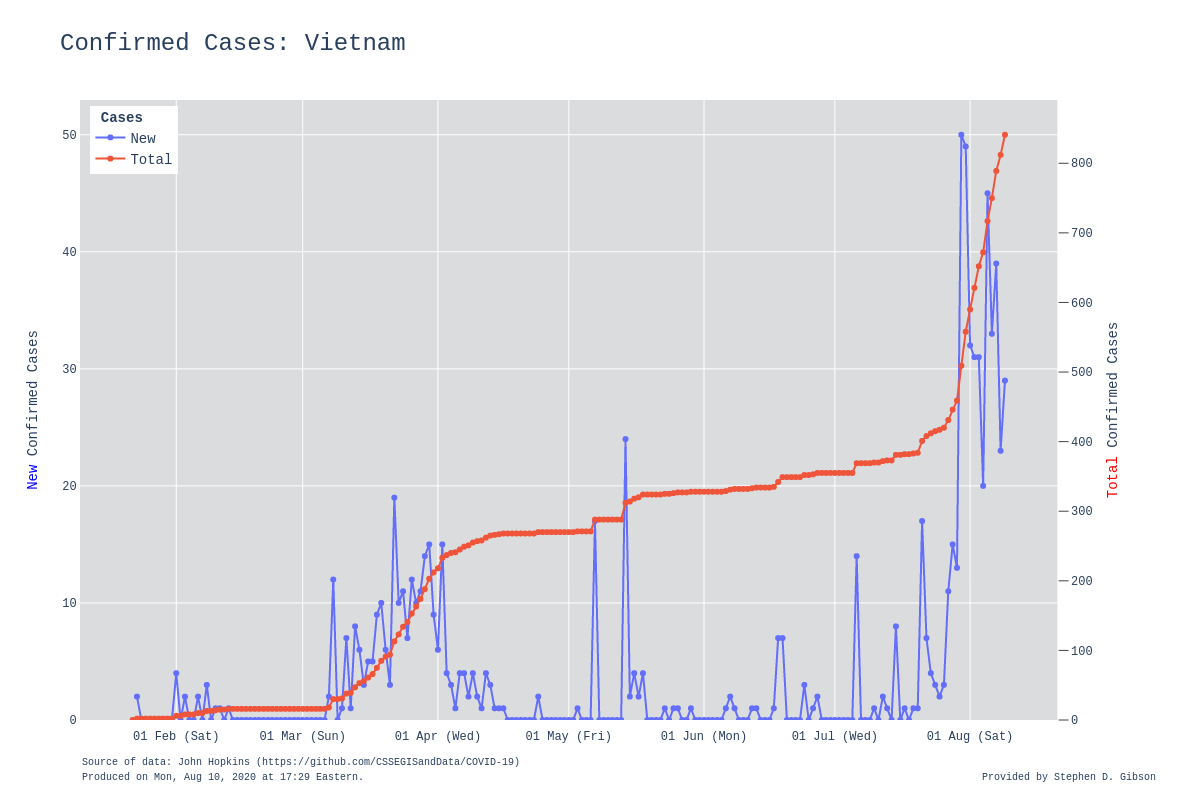 Confirmed Cases: Vietnam
Cases
New
Total
50
40
30
20
10
0
800
700
600
500
400
300
200
100
0
New Confirmed Cases
Total Confirmed Cases
01 Feb (Sat) 01 Mar (Sun) 01 Apr (Wed) 01 May (Fri) 01 Jun (Mon) 01 Jul (Wed) 01 Aug (Sat)
Source of data: John Hopkins (https://github.com/CSSEGISandData/COVID-19)
Produced on Mon, Aug 10, 2020 at 17:29 Eastern.
Provided by Stephen D. Gibson